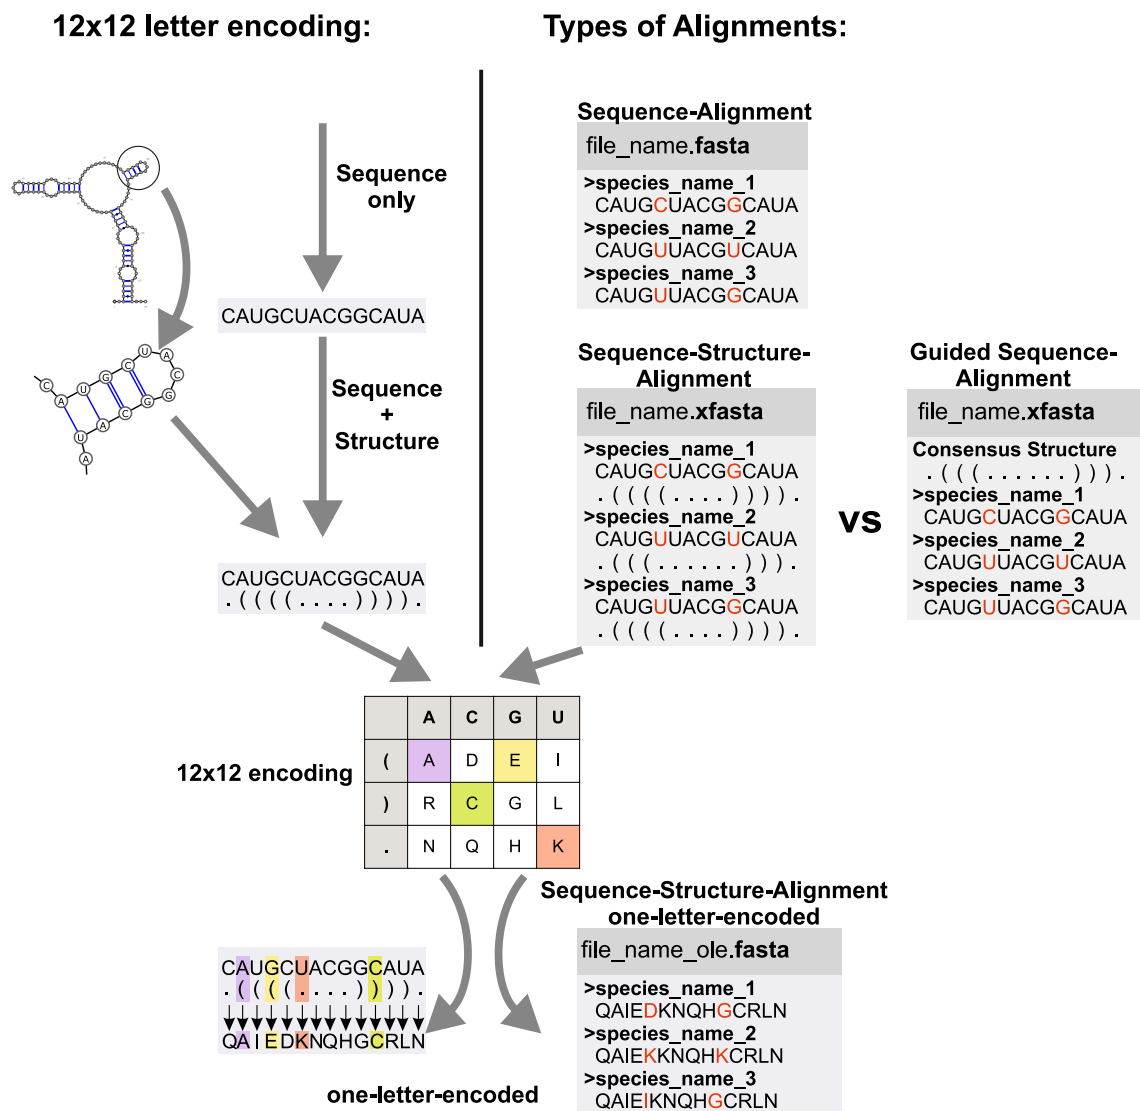 12x12 letter encoding:
Types of Alignments:
Sequence
only
CAUGCUACGGCAUA
C
A
U
G
C
U
A
C
G
G
C
A
U
A
Sequence
+
Structure
CAUGCUACGGCAUA
.((((....)))).
Sequence-Alignment
file_name.fasta
>species_name_1
CAUGCUACGGCAUA
>species_name_2
CAUGUUACGUCAUA
>species_name_3
CAUGUUACGGCAUA
Sequence-Structure-
Alignment
file_name.xfasta
>species_name_1
CAUGCUACGGCAUA
.((((....)))).
>species_name_2
CAUGUUACGUCAUA
.(((......))).
>species_name_3
CAUGUUACGGCAUA
.((((....)))).
vs
Guided Sequence-
Alignment
file_name.xfasta
Consensus Structure
.(((......))).
>species_name_1
CAUGCUACGGCAUA
>species_name_2
CAUGUUACGUCAUA
>species_name_3
CAUGUUACGGCAUA
12x12 encoding
A C G U
( A D E I
) R C G L
. N Q H K
CAUGCUACGGCAUA
.((((....)))).
QAIEDKNQHGCRLN
one-letter-encoded
Sequence-Structure-Alignment
one-letter-encoded
file_name_ole.fasta
>species_name_1
QAIEDKNQHGCRLN
>species_name_2
QAIEKKNQHKCRLN
>species_name_3
QAIEIKNQHGCRLN